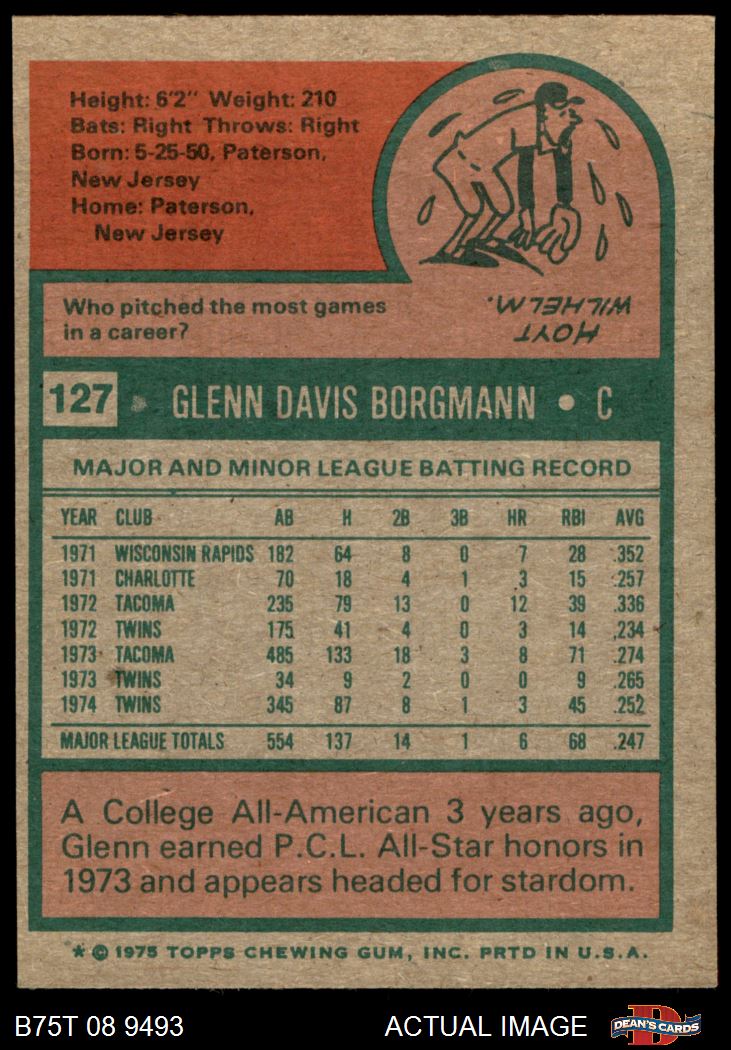 Height: 6'2" Weight: 210
Bats: Right Throws: Right
Born: 5-25-50, Paterson,
New Jersey
Home: Paterson,
New Jersey
Who pitched the most games
in a career?
HOYT
WILHELM.
127 GLENN DAVIS BORGMANN • C
MAJOR AND MINOR LEAGUE BATTING RECORD
YEAR CLUB AB H 2B 3B HR RBI AVG
1971 WISCONSIN RAPIDS 182 64 8 0 7 28 .352
1971 CHARLOTTE 70 18 4 1 3 15 .257
1972 TACOMA 235 79 13 0 12 39 .336
1972 TWINS 175 41 4 0 3 14 .234
1973 TACOMA 485 133 18 3 8 71 .274
1973 TWINS 34 9 2 0 0 9 .265
1974 TWINS 345 87 8 1 3 45 .252
MAJOR LEAGUE TOTALS 554 137 14 1 6 68 .247
A College All-American 3 years ago,
Glenn earned P.C.L. All-Star honors in
1973 and appears headed for stardom.
* © 1975 TOPPS CHEWING GUM, INC. PRTD IN U.S.A.
B75T 08 9493 ACTUAL IMAGE D DEAN'S CARDS